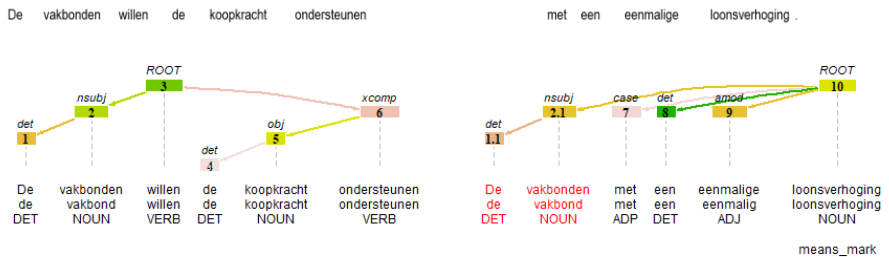 De vakbonden willen de koopkracht ondersteunen met een eenmalige loonsverhoging .
ROOT ROOT
3 10
nsubj xcomp nsubj case det amod
2 6 2.1 7 8 9
det obj det
1 5 1.1
det
4
De vakbonden willen de koopkracht ondersteunen De vakbonden met een eenmalige loonsverhoging
de vakbond willen de koopkracht ondersteunen de vakbond met een eenmalig loonsverhoging
DET NOUN VERB DET NOUN VERB DET NOUN ADP DET ADJ NOUN
means_mark